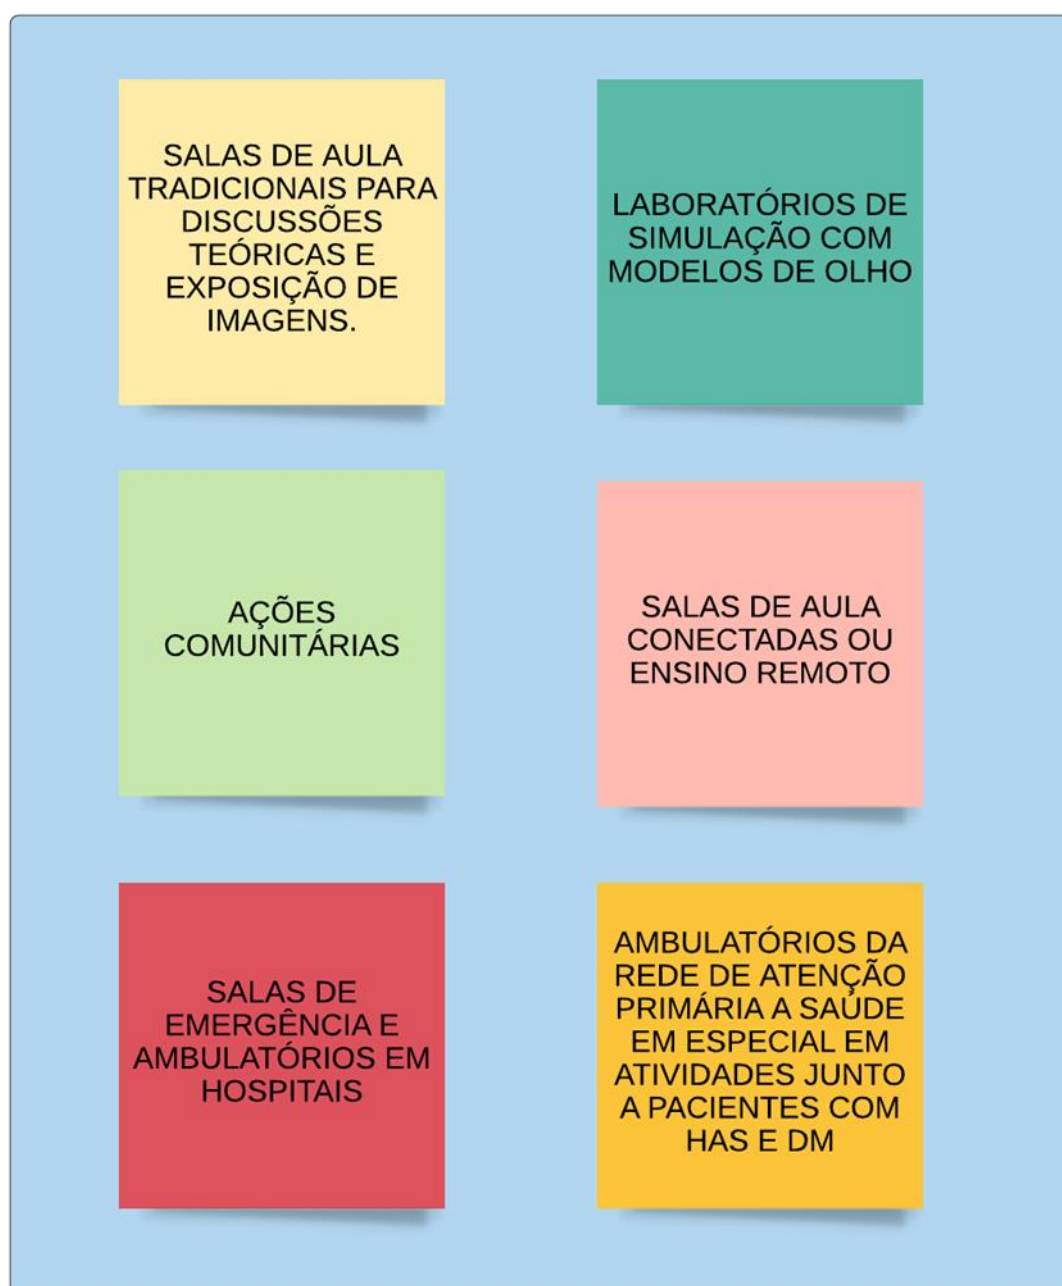 SALAS DE AULA
TRADICIONAIS PARA
DISCUSSÕES
TEÓRICAS E
EXPOSIÇÃO DE
IMAGENS.
LABORATÓRIOS DE
SIMULAÇÃO COM
MODELOS DE OLHO
AÇÕES
COMUNITÁRIAS
SALAS DE AULA
CONECTADAS OU
ENSINO REMOTO
SALAS DE
EMERGÊNCIA E
AMBULATÓRIOS EM
HOSPITAIS
AMBULATÓRIOS DA
REDE DE ATENÇÃO
PRIMÁRIA A SAÚDE
EM ESPECIAL EM
ATIVIDADES JUNTO
A PACIENTES COM
HAS E DM